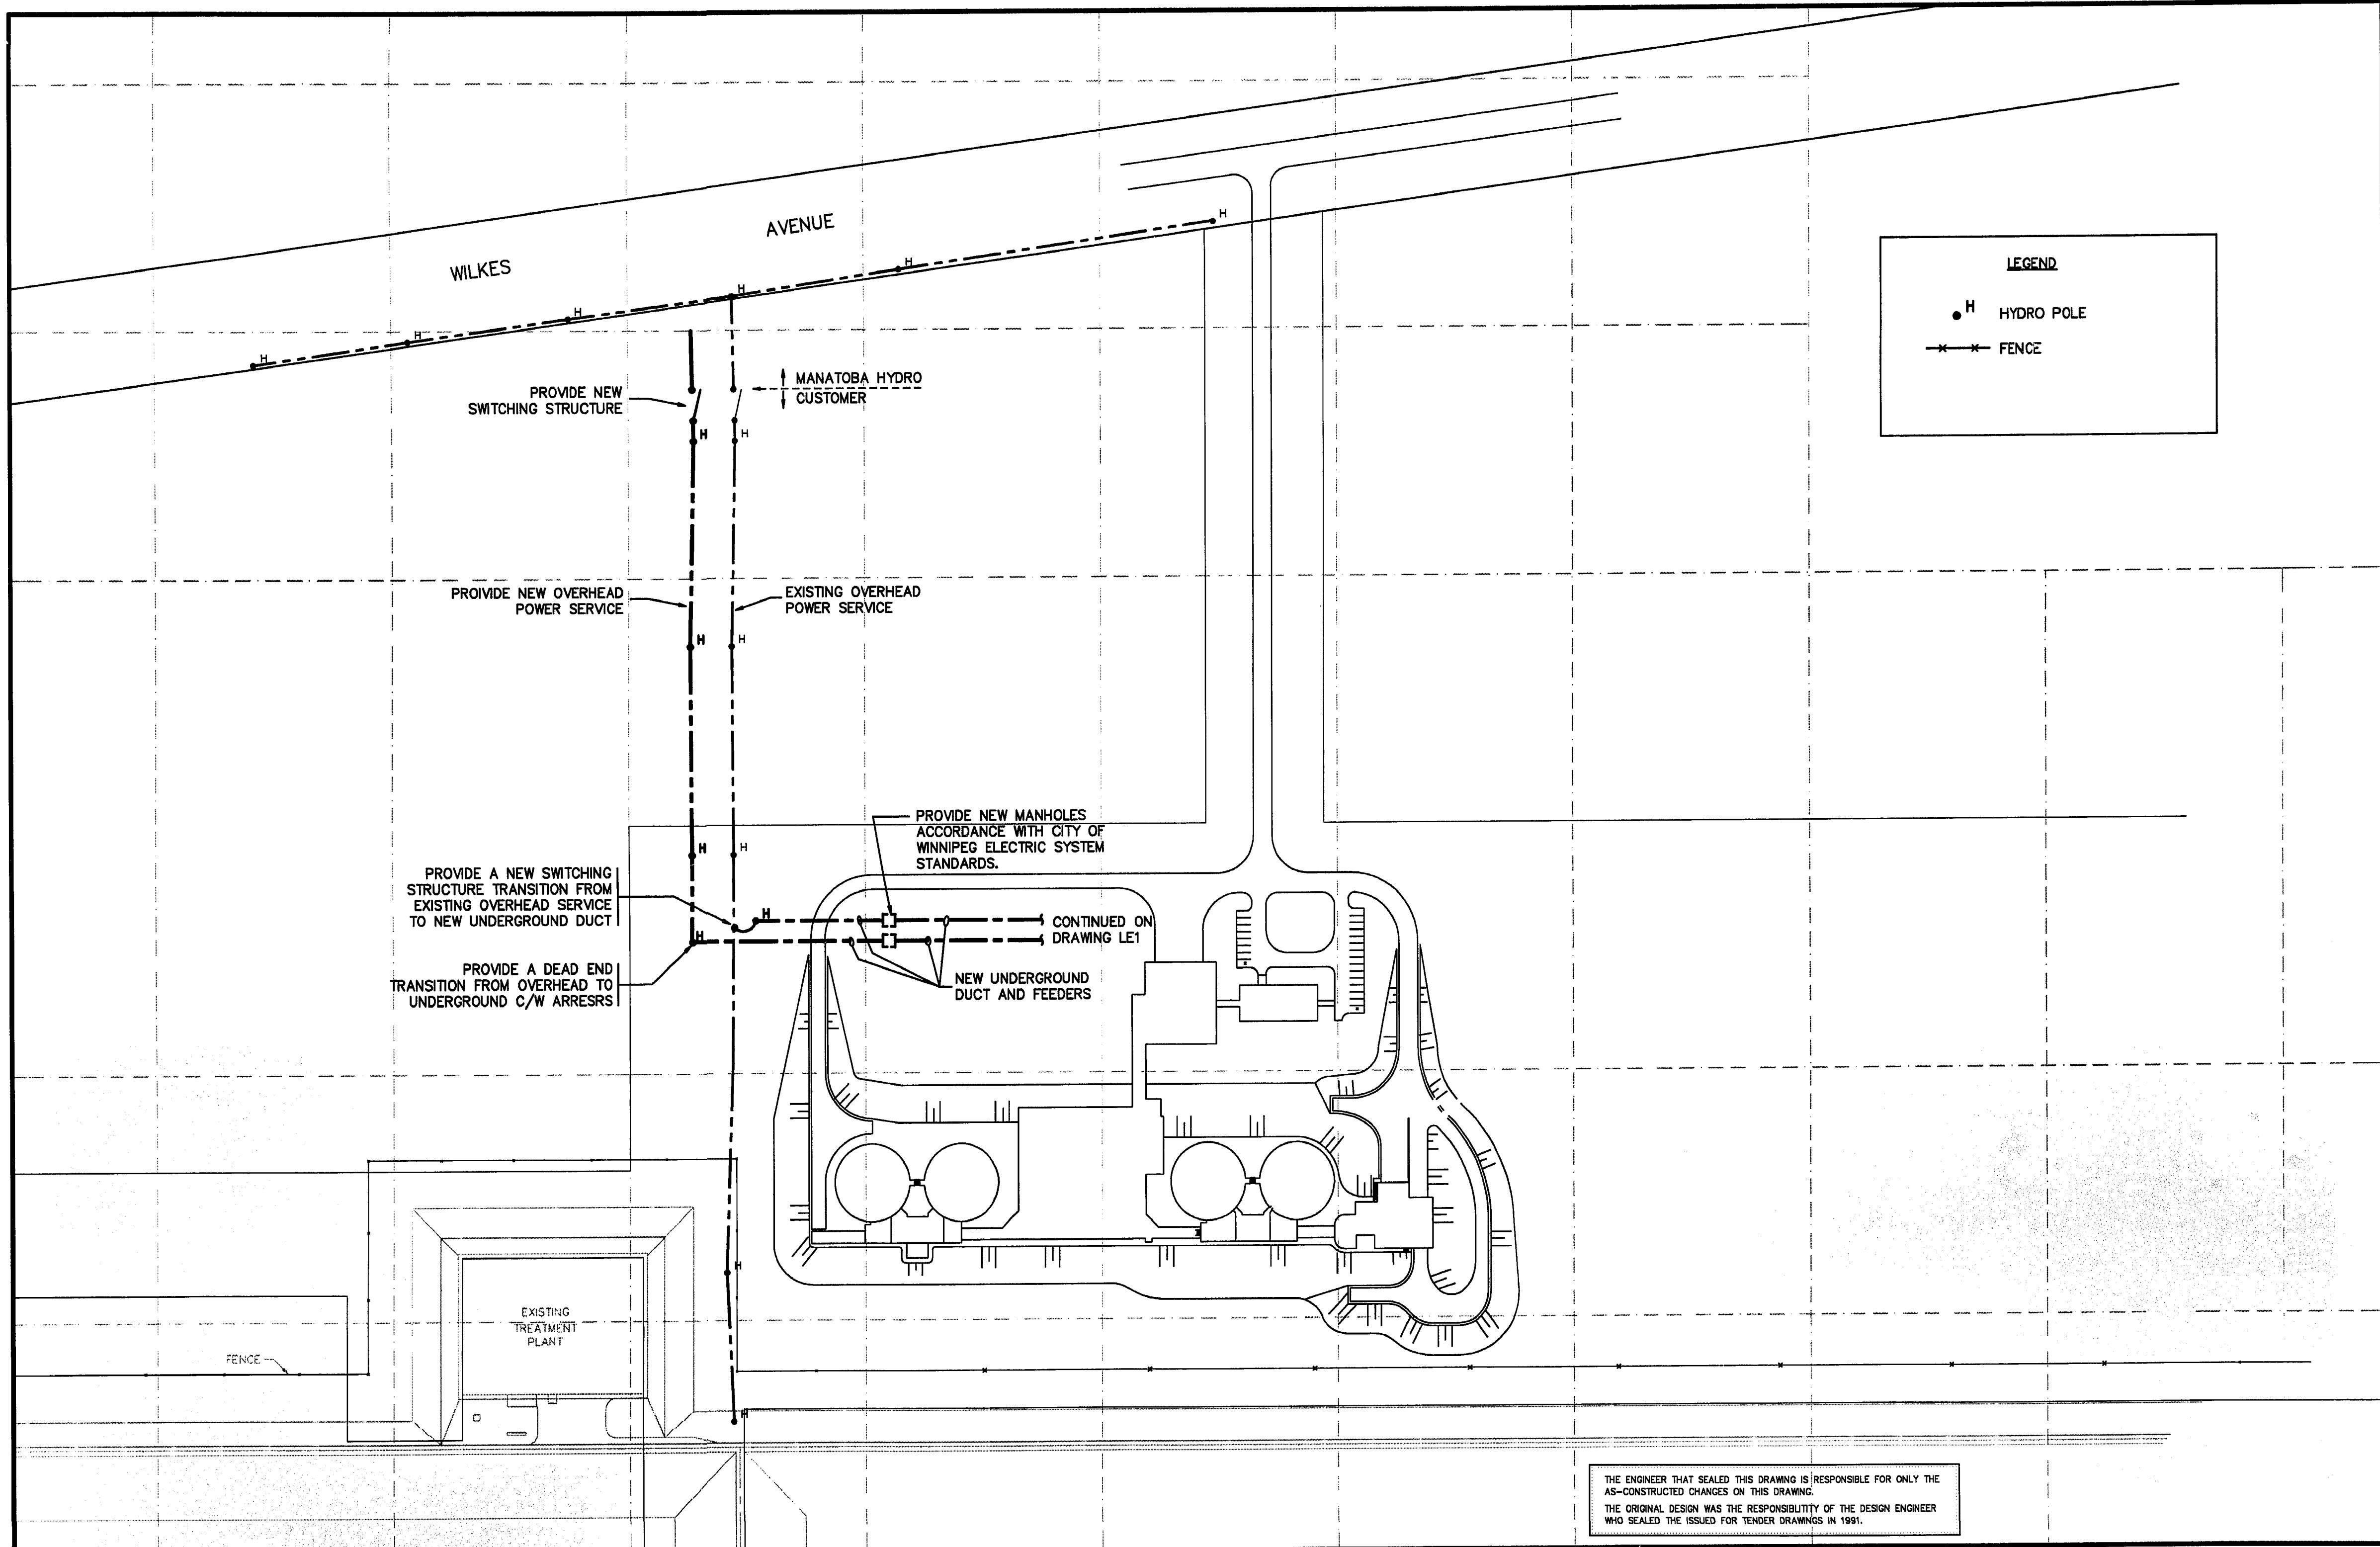 AVENUE
WILKES
H
H
H
H
H
H
LEGEND
H HYDRO POLE
FENCE
PROVIDE NEW
SWITCHING STRUCTURE
MANATOBA HYDRO
CUSTOMER
H
H
PROIVIDE NEW OVERHEAD
POWER SERVICE
EXISTING OVERHEAD
POWER SERVICE
H
H
PROVIDE NEW MANHOLES
ACCORDANCE WITH CITY OF
WINNIPEG ELECTRIC SYSTEM
STANDARDS.
H
H
PROVIDE A NEW SWITCHING
STRUCTURE TRANSITION FROM
EXISTING OVERHEAD SERVICE
TO NEW UNDERGROUND DUCT
H
H
CONTINUED ON
DRAWING LE1
PROVIDE A DEAD END
TRANSITION FROM OVERHEAD TO
UNDERGROUND C/W ARRESRS
NEW UNDERGROUND
DUCT AND FEEDERS
H
EXISTING
TREATMENT
PLANT
FENCE
H
THE ENGINEER THAT SEALED THIS DRAWING IS RESPONSIBLE FOR ONLY THE
AS-CONSTRUCTED CHANGES ON THIS DRAWING.
THE ORIGINAL DESIGN WAS THE RESPONSIBLITITY OF THE DESIGN ENGINEER
WHO SEALED THE ISSUED FOR TENDER DRAWINGS IN 1991.